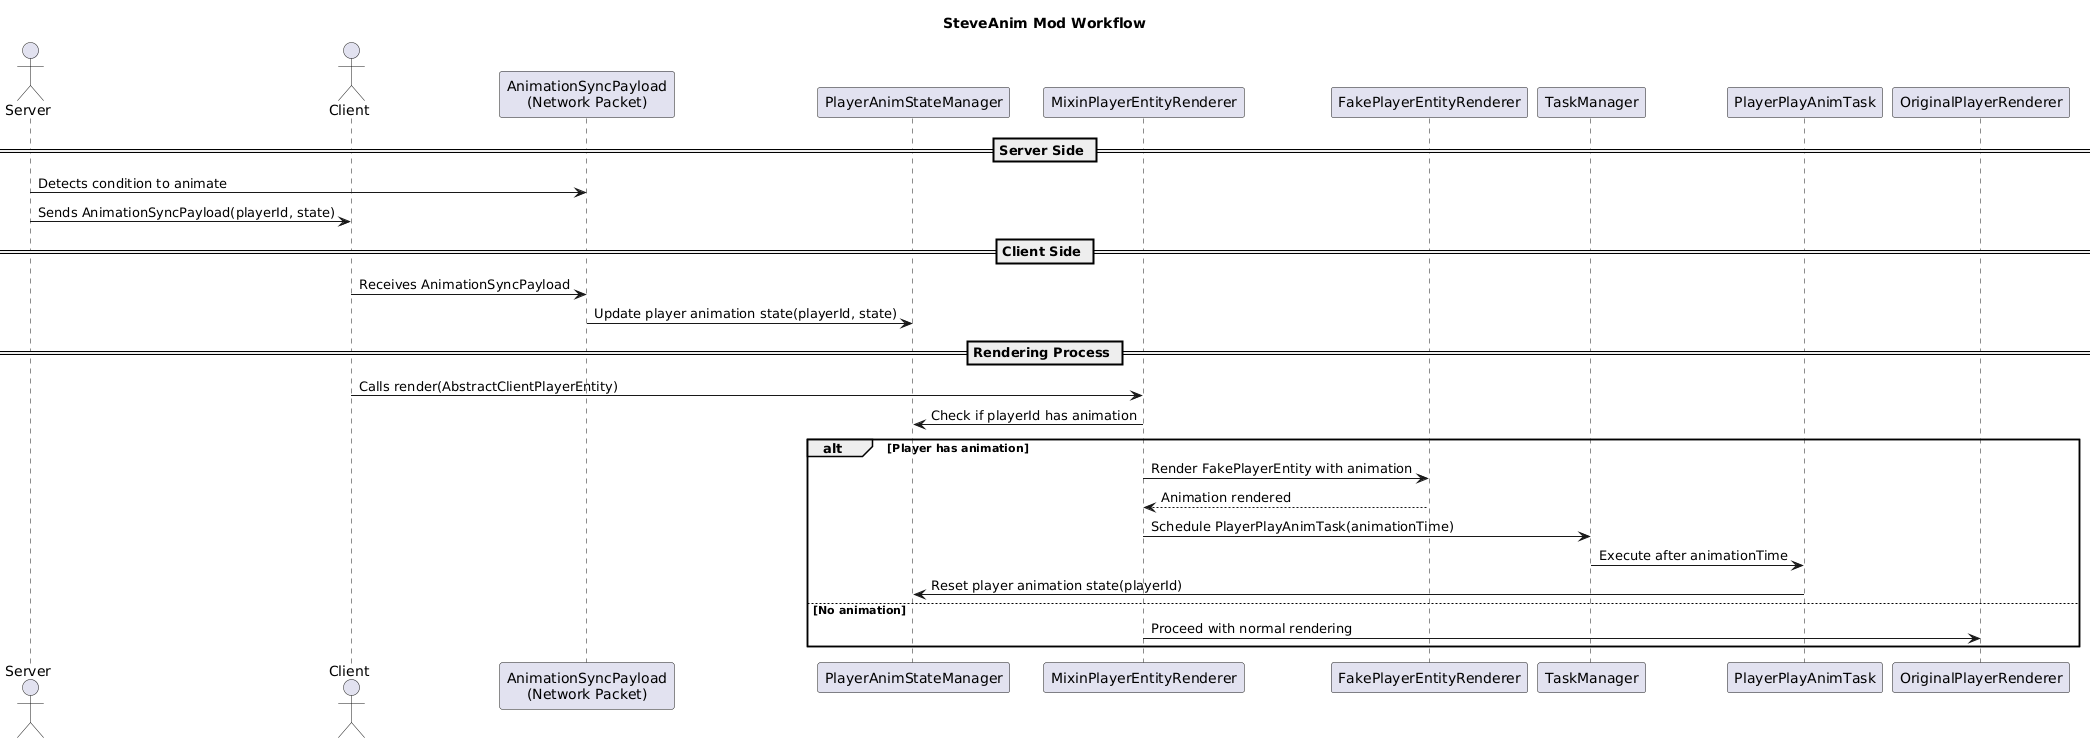 SteveAnim Mod Workflow
Server
Client
AnimationSyncPayload
(Network Packet)
PlayerAnimStateManager
MixinPlayerEntityRenderer
FakePlayerEntityRenderer
TaskManager
PlayerPlayAnimTask
OriginalPlayerRenderer
Server Side
Detects condition to animate
Sends AnimationSyncPayload(playerId, state)
Client Side
Receives AnimationSyncPayload
Update player animation state(playerId, state)
Rendering Process
Calls render(AbstractClientPlayerEntity)
Check if playerId has animation
alt
[Player has animation]
Render FakePlayerEntity with animation
Animation rendered
Schedule PlayerPlayAnimTask(animationTime)
Execute after animationTime
Reset player animation state(playerId)
[No animation]
Proceed with normal rendering
Server
Client
AnimationSyncPayload
(Network Packet)
PlayerAnimStateManager
MixinPlayerEntityRenderer
FakePlayerEntityRenderer
TaskManager
PlayerPlayAnimTask
OriginalPlayerRenderer